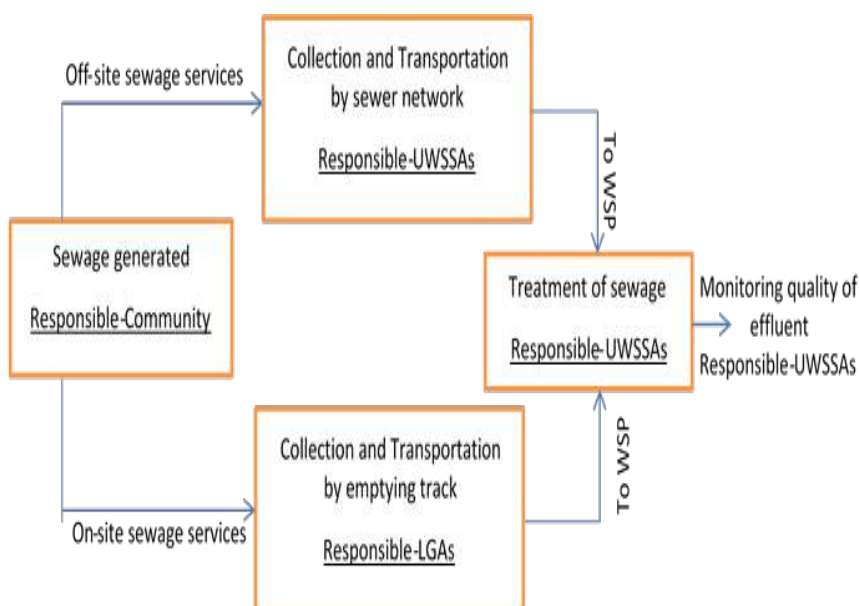 Off-site sewage services
Collection and Transportation
by sewer network
Responsible-UWSSAs
To WSP
Sewage generated
Responsible-Community
Treatment of sewage
Responsible-UWSSAs
Monitoring quality of
effluent
Responsible-UWSSAs
On-site sewage services
Collection and Transportation
by emptying track
Responsible-LGAs
To WSP